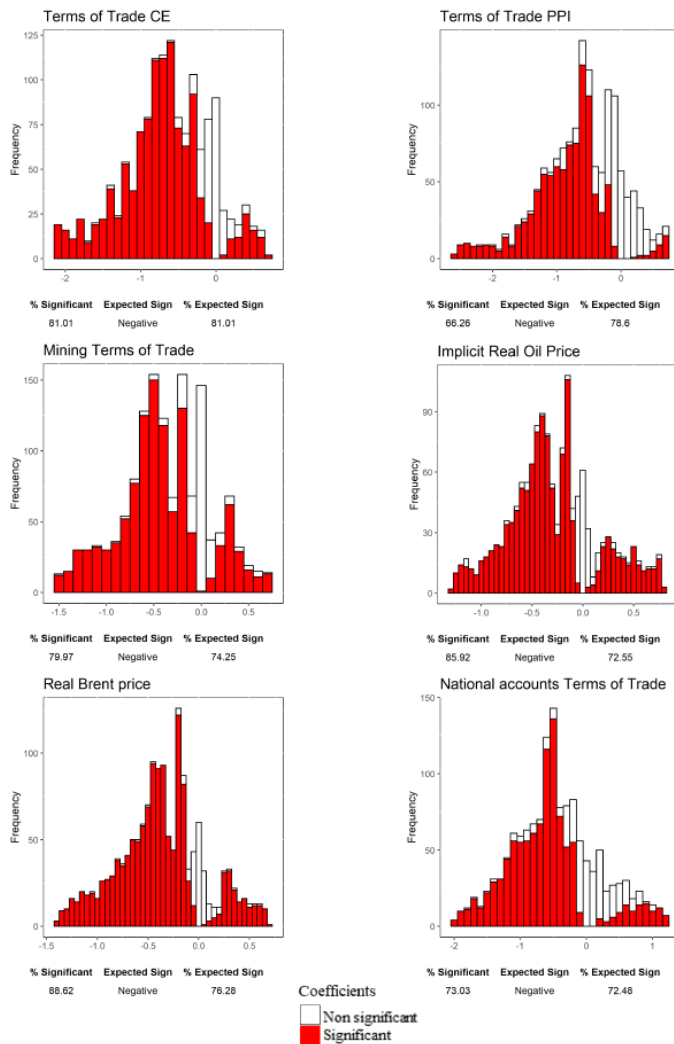 Terms of Trade CE
125
100
75
50
25
0
Frequency
-2
-1
0
% Significant Expected Sign % Expected Sign
81.01 Negative 81.01
Terms of Trade PPI
100
50
0
Frequency
-2
-1
0
% Significant Expected Sign % Expected Sign
66.26 Negative 78.6
Mining Terms of Trade
150
100
50
0
Frequency
-1.5
-1.0
-0.5
0.0
0.5
% Significant Expected Sign % Expected Sign
79.97 Negative 74.25
Implicit Real Oil Price
90
60
30
0
Frequency
-1.0
-0.5
0.0
0.5
% Significant Expected Sign % Expected Sign
85.92 Negative 72.55
Real Brent price
100
50
0
Frequency
-1.5
-1.0
-0.5
0.0
0.5
% Significant Expected Sign % Expected Sign
88.62 Negative 76.28
National accounts Terms of Trade
150
100
50
0
Frequency
-2
-1
0
1
% Significant Expected Sign % Expected Sign
73.03 Negative 72.48
Coefficients
Non significant
Significant